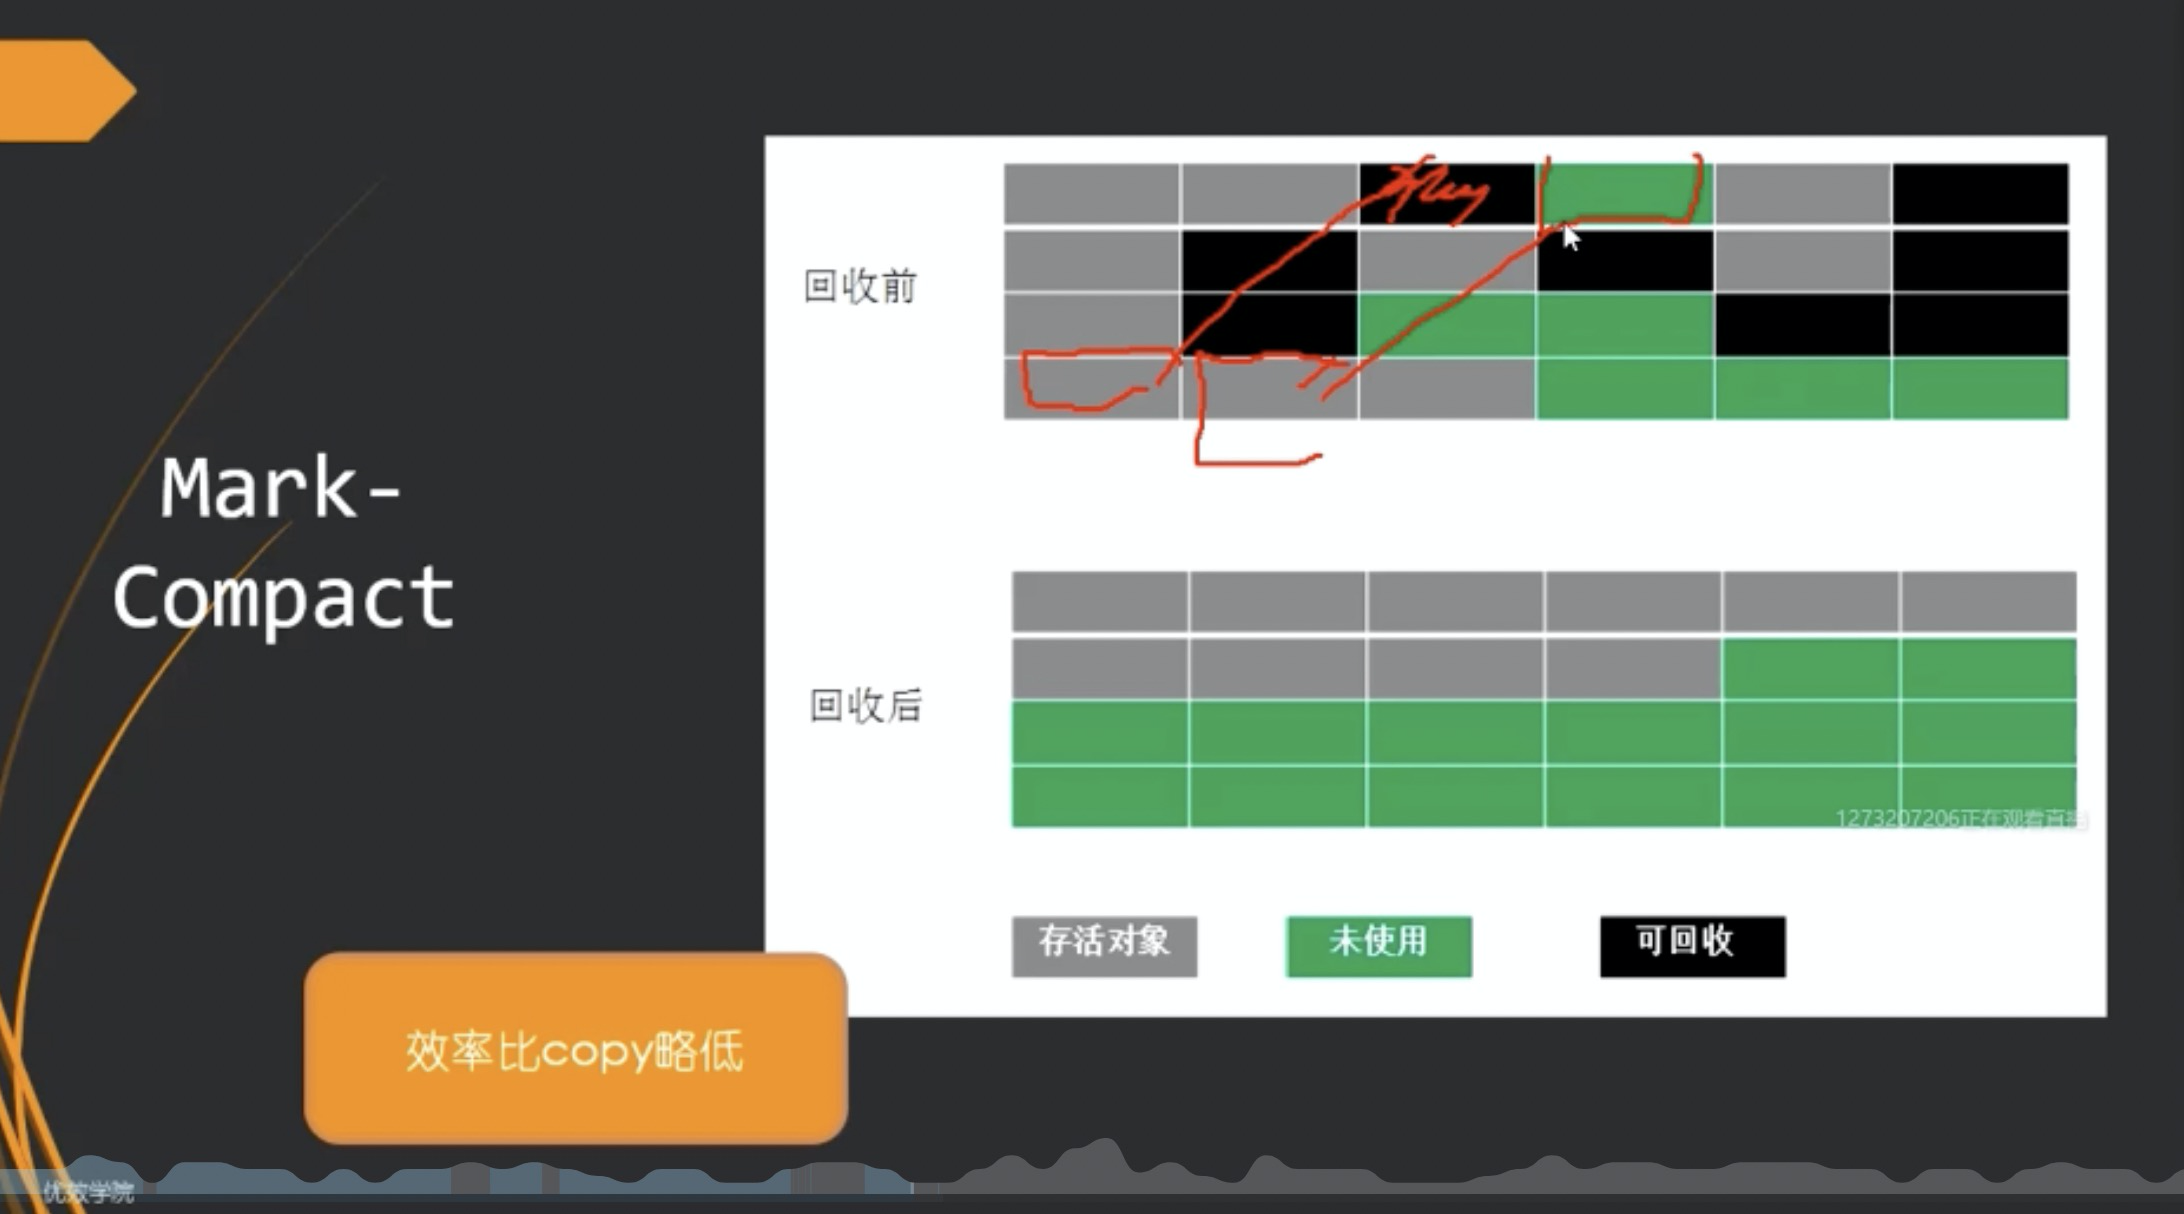 Mark-
Compact
回收前
回收后
1273207206正在观看直播
存活对象
未使用
可回收
效率比copy略低
优效学院